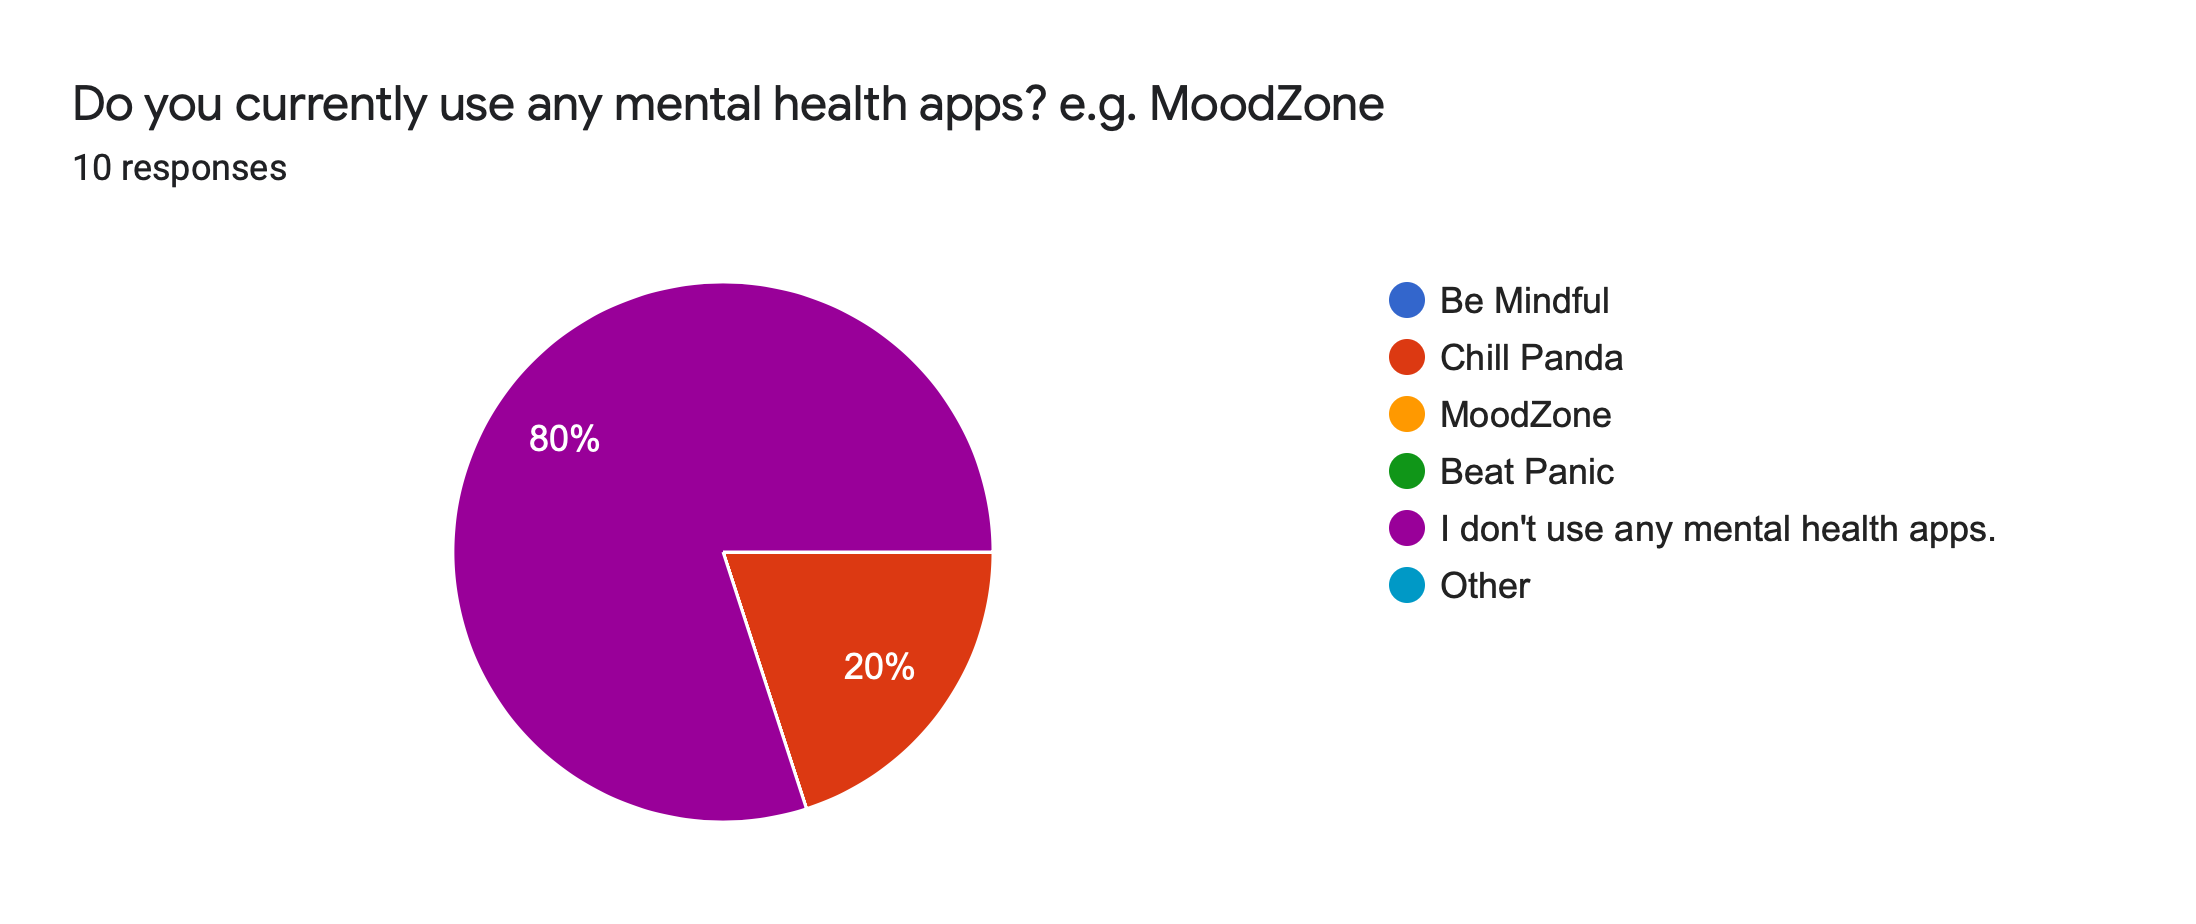 Do you currently use any mental health apps? e.g. MoodZone
10 responses
80%
20%
Be Mindful
Chill Panda
MoodZone
Beat Panic
I don't use any mental health apps.
Other